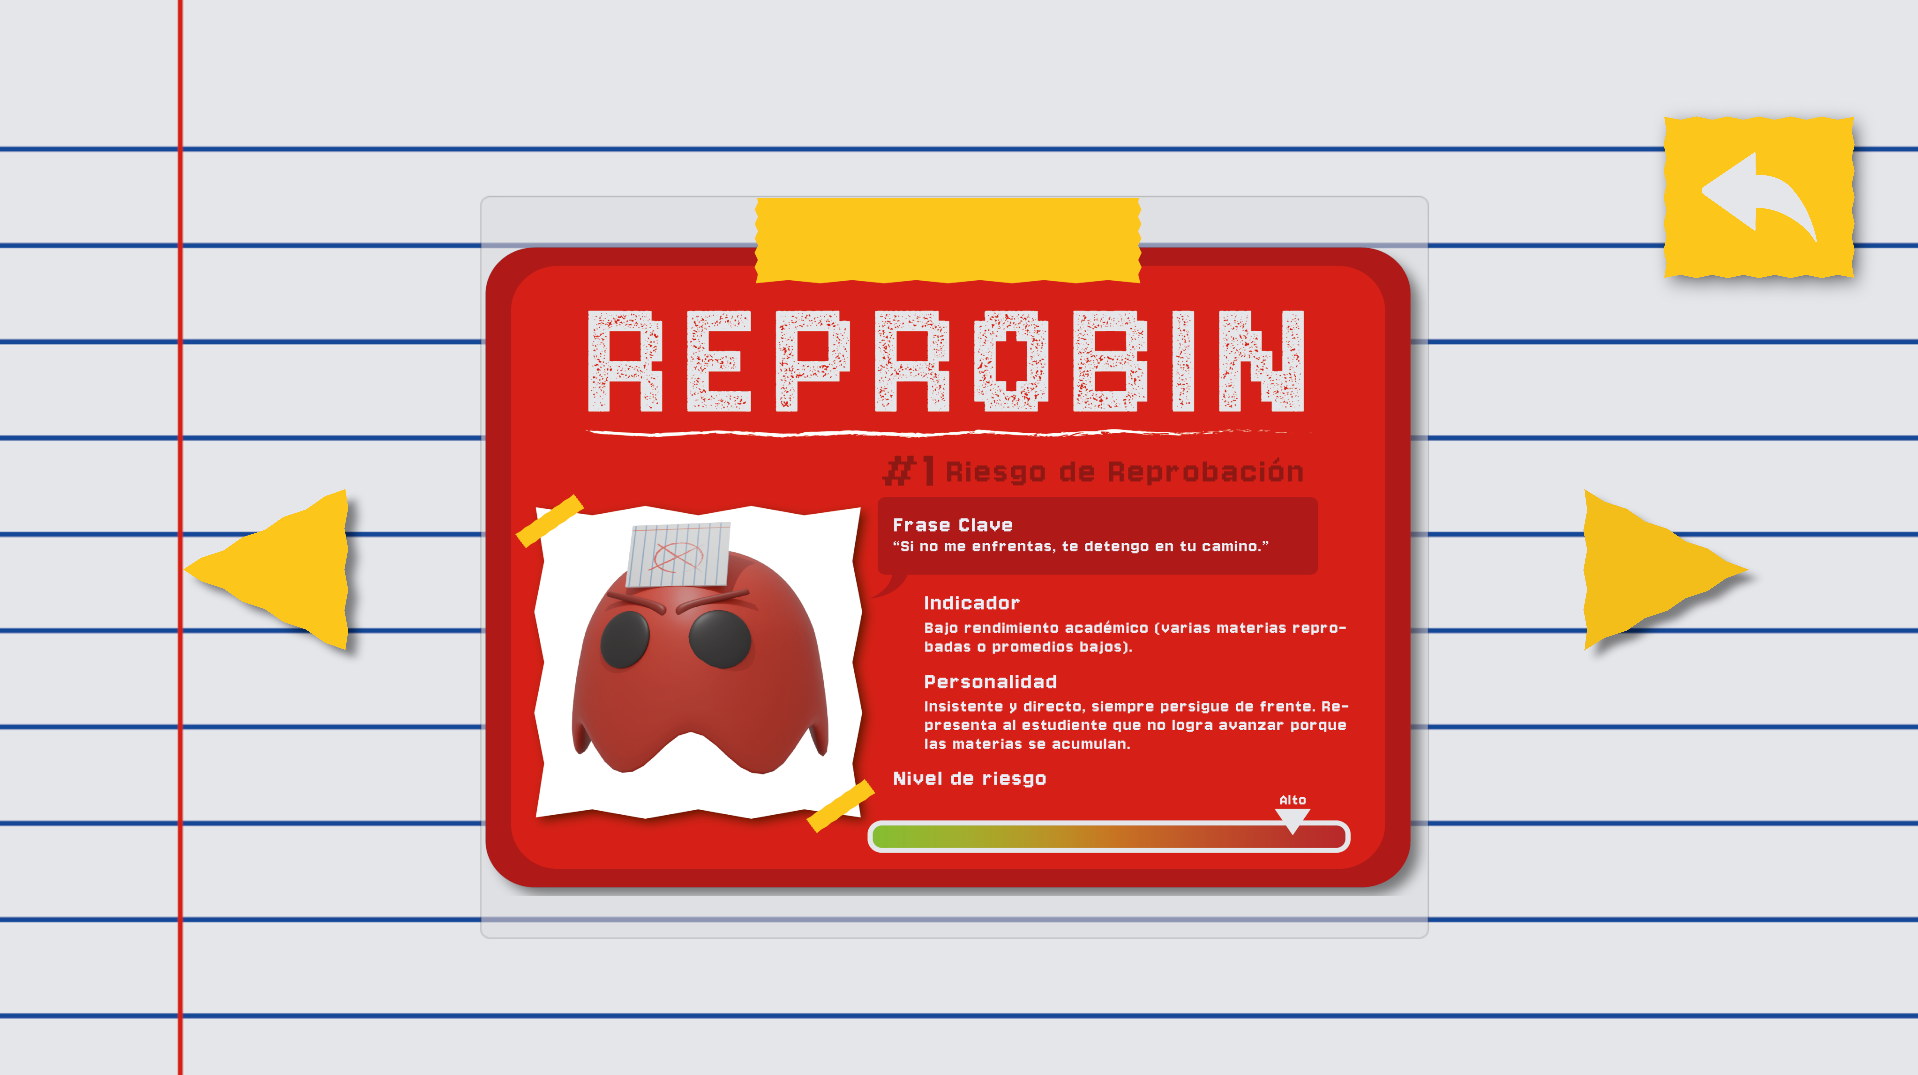 REPROBIN
#1 Riesgo de Reprobación
Frase Clave
“Si no me enfrentas, te detengo en tu camino.”
Indicador
Bajo rendimiento académico (varias materias repro-
badas o promedios bajos).
Personalidad
Insistente y directo, siempre persigue de frente. Re-
presenta al estudiante que no logra avanzar porque
las materias se acumulan.
Nivel de riesgo
Alto